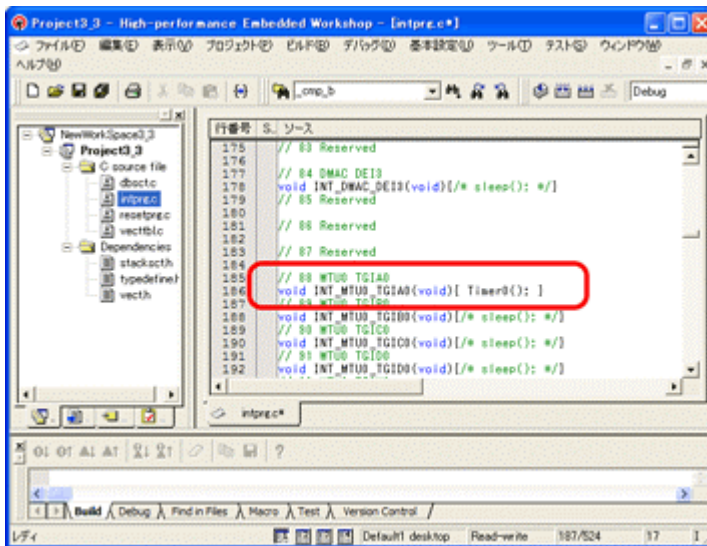 Project3_3 - High-performance Embedded Workshop - [intprg.c*]
ファイル(F) 編集(E) 表示(V) プロジェクト(P) ビルド(B) デバッグ(D) 基本設定(U) ツール(T) テスト(S) ウィンドウ(W)
ヘルプ(H)
_cmp_b
Debug
NewWorkSpace3_3
Project3_3
C source file
dbsct.c
intprg.c
resetprg.c
vecttbl.c
Dependencies
stacksct.h
typedefine.h
vect.h
行番号 S.. ソース
175 // 83 Reserved
176
177 // 84 DMAC DEI3
178 void INT_DMAC_DEI3(void){/* sleep(); */}
179 // 85 Reserved
180
181 // 86 Reserved
182
183 // 87 Reserved
184
185 // 88 MTU0 TGIA0
186 void INT_MTU0_TGIA0(void){ Timer0(); }
187 // 89 MTU0 TGIB0
188 void INT_MTU0_TGIB0(void){/* sleep(); */}
189 // 90 MTU0 TGIC0
190 void INT_MTU0_TGIC0(void){/* sleep(); */}
191 // 91 MTU0 TGID0
192 void INT_MTU0_TGID0(void){/* sleep(); */}
intprg.c*
Build Debug Find in Files Macro Test Version Control
レディ Default1 desktop Read-write 187/524 17